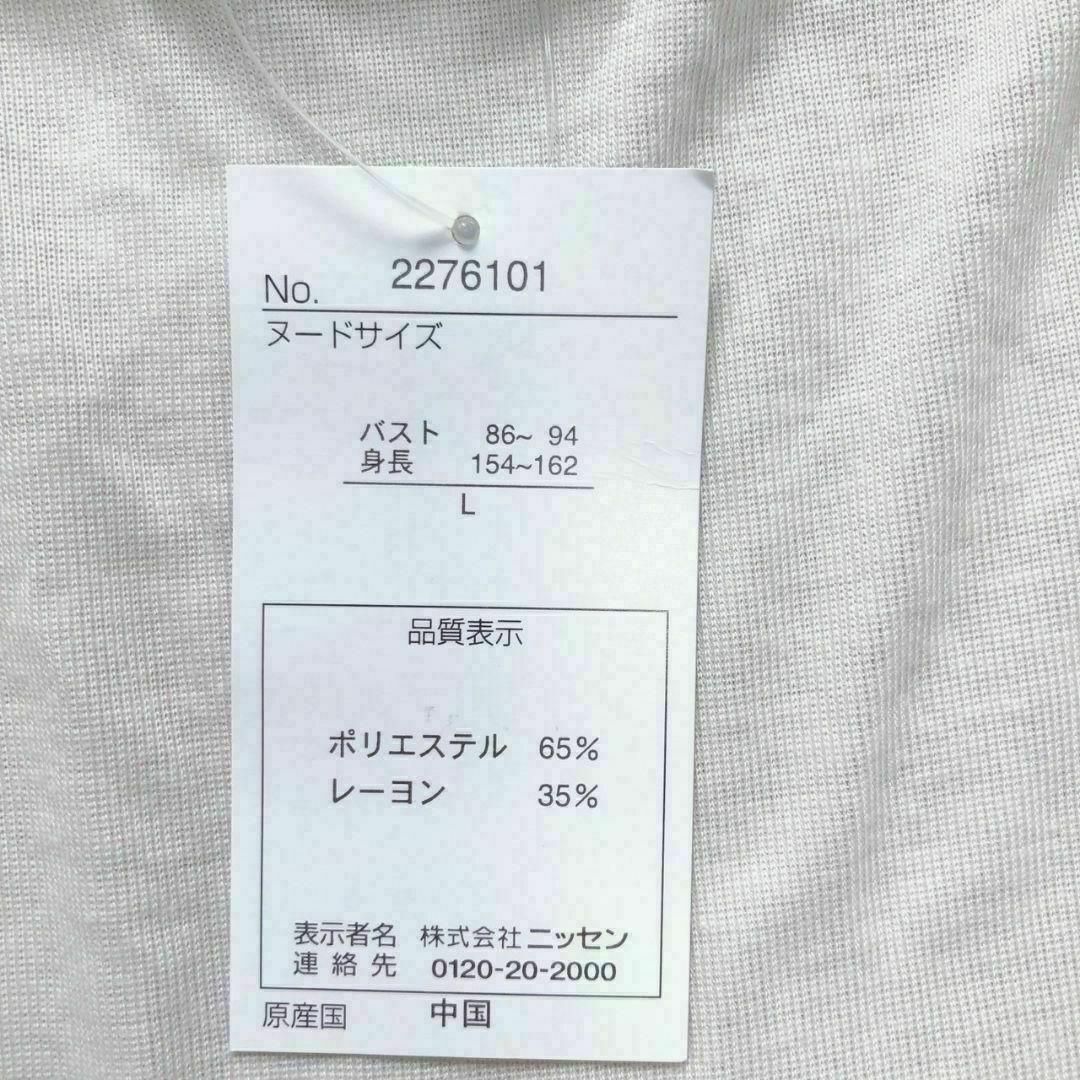 No. 2276101
ヌードサイズ
バスト 86~ 94
身長 154~162
L
品質表示
ポリエステル 65%
レーヨン 35%
表示者名 株式会社 ニッセン
連絡先 0120-20-2000
原産国 中国